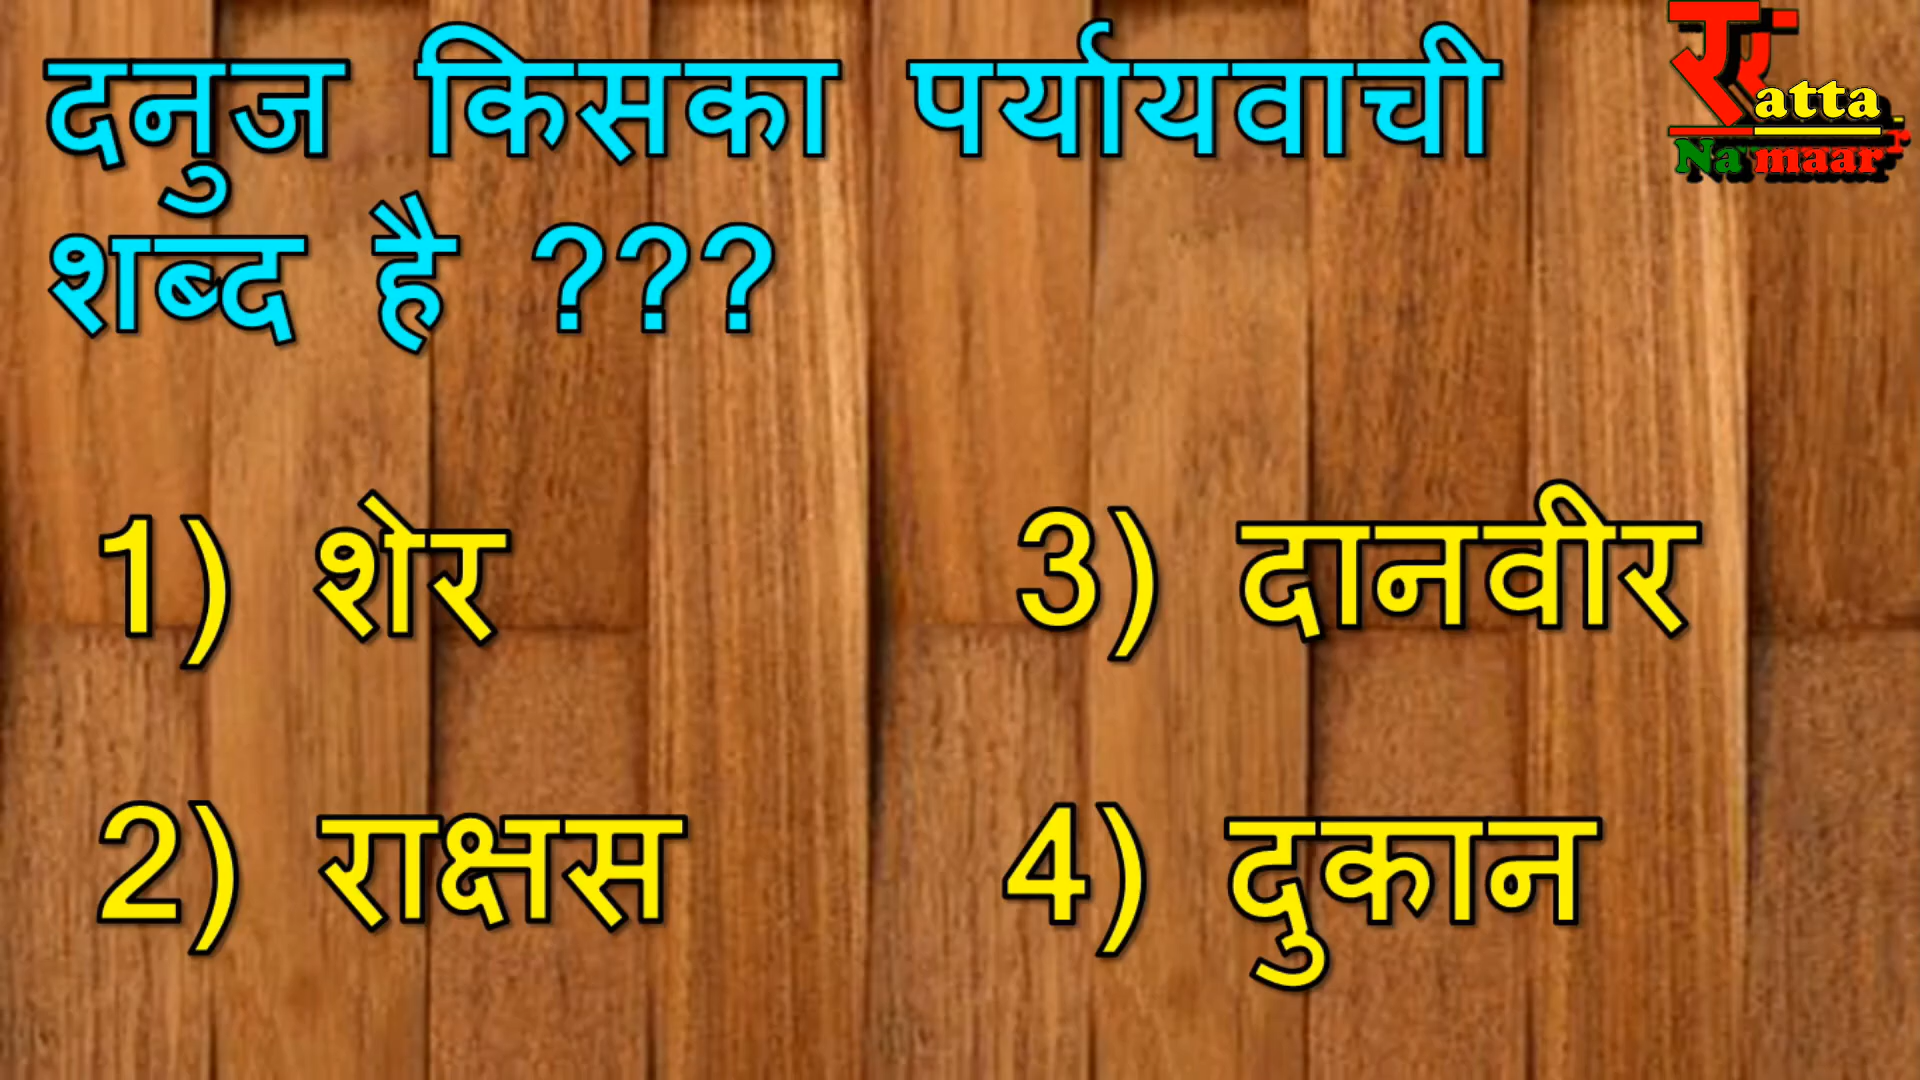 दनुज किसका पर्यायवाची
शब्द है ???
1) शेर
2) राक्षस
3) दानवीर
4) दुकान
atta
Na maar